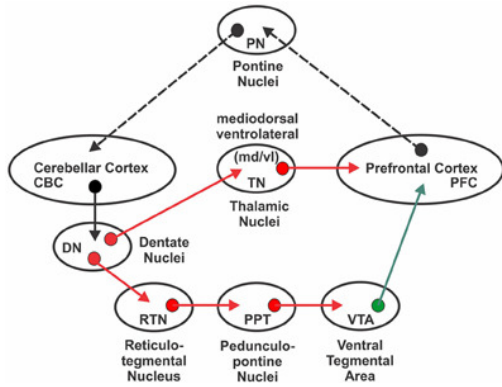 PN
Pontine
Nuclei
mediodorsal
ventrolateral
(md/vl)
TN
Thalamic
Nuclei
Cerebellar Cortex
CBC
Prefrontal Cortex
PFC
DN
Dentate
Nuclei
RTN
Reticulo-
tegmental
Nucleus
PPT
Pedunculo-
pontine
Nuclei
VTA
Ventral
Tegmental
Area